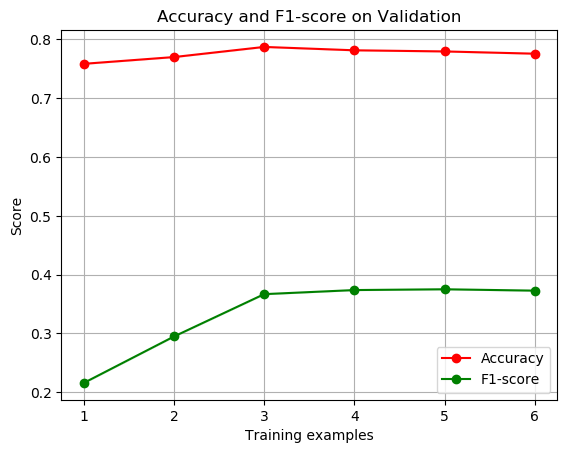 Accuracy and F1-score on Validation
0.8
0.7
0.6
0.5
0.4
0.3
0.2
Score
Accuracy
F1-score
1 2 3 4 5 6
Training examples